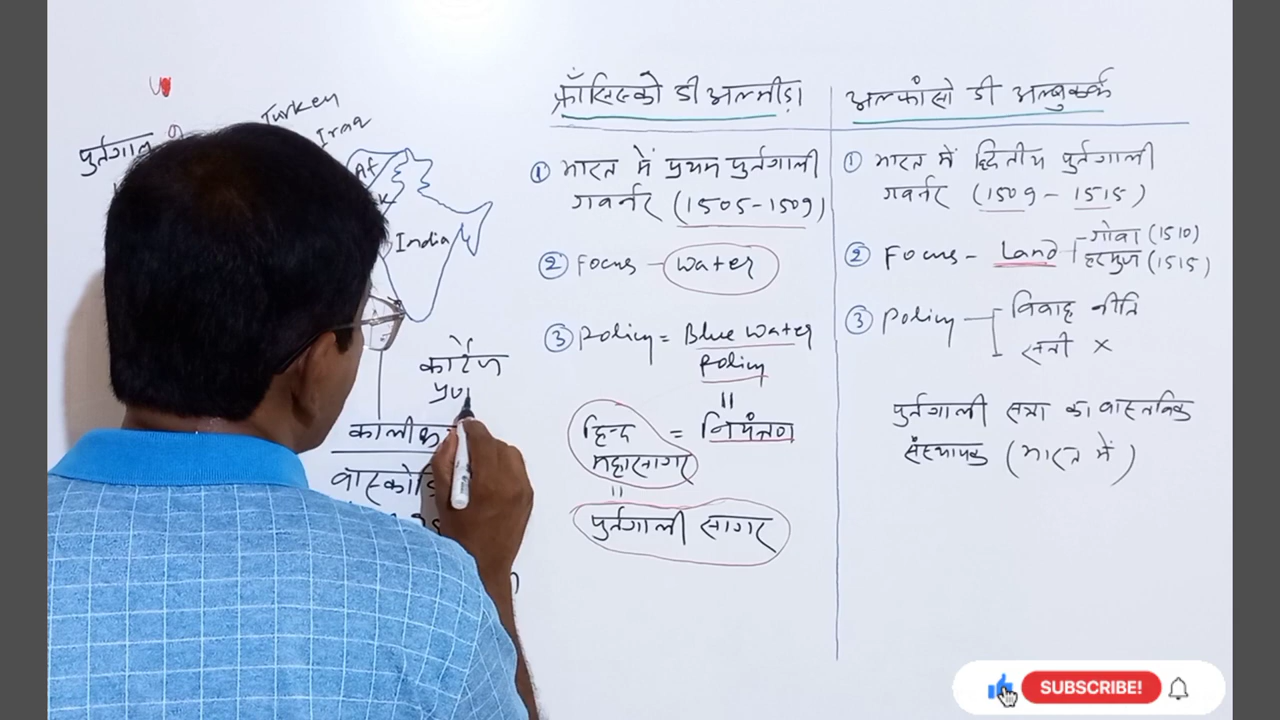 पुर्तगाल
Turkey
Iraq
Af
K
India
कार्टेज
प्रण
कालीक
वास्कोडि
फ्राँसिस्को डी अल्मीड़ा
① भारत में प्रथम पुर्तगाली
गवर्नर (1505-1509)
② Focus - Water
③ Policy = Blue Water
Policy
=
हिन्द = नियंत्रण
महासागर
=
पुर्तगाली सागर
अल्फांसो डी अल्बुकर्क
① भारत में द्वितीय पुर्तगाली
गवर्नर (1509 - 1515)
② Focus - Land - गोवा (1510)
- हरमुज (1515)
③ Policy - विवाह नीति
सती ×
पुर्तगाली सत्ता का वास्तविक
संस्थापक (भारत में)
SUBSCRIBE!